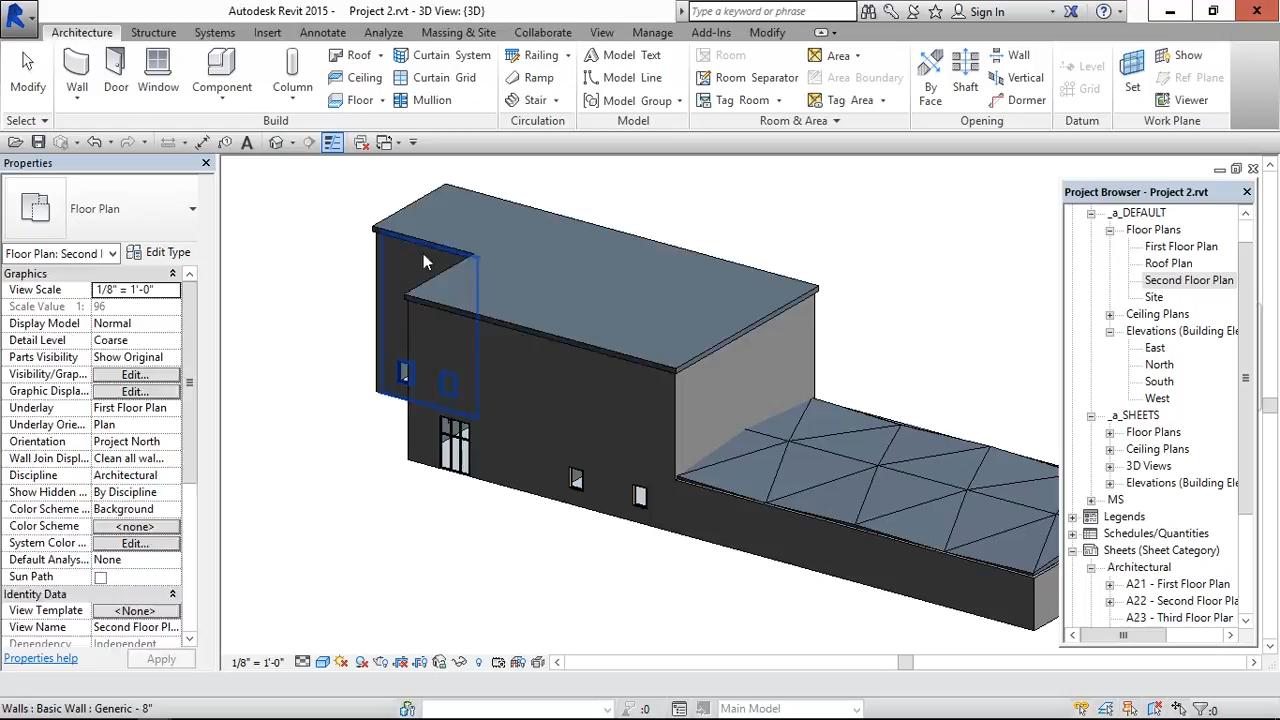 Autodesk Revit 2015 - Project 2.rvt - 3D View: {3D}
Type a keyword or phrase
Sign In
Architecture Structure Systems Insert Annotate Analyze Massing & Site Collaborate View Manage Add-Ins Modify
Modify
Wall
Door
Window
Component
Column
Roof
Ceiling
Floor
Curtain System
Curtain Grid
Mullion
Railing
Ramp
Stair
Model Text
Model Line
Model Group
Room
Room Separator
Tag Room
Area
Area Boundary
Tag Area
By
Face
Shaft
Wall
Vertical
Dormer
Level
Grid
Set
Show
Ref Plane
Viewer
Select Build Circulation Model Room & Area Opening Datum Work Plane
Properties
Floor Plan
Floor Plan: Second
Edit Type
Graphics
View Scale 1/8" = 1'-0"
Scale Value 1: 96
Display Model Normal
Detail Level Coarse
Parts Visibility Show Original
Visibility/Grap... Edit...
Graphic Displa... Edit...
Underlay First Floor Plan
Underlay Orie... Plan
Orientation Project North
Wall Join Displ... Clean all wal...
Discipline Architectural
Show Hidden ... By Discipline
Color Scheme ... Background
Color Scheme <none>
System Color ... Edit...
Default Analys... None
Sun Path
Identity Data
View Template <None>
View Name Second Floor Pl...
Dependency Independent
Properties help
Apply
Project Browser - Project 2.rvt
_a_DEFAULT
Floor Plans
First Floor Plan
Roof Plan
Second Floor Plan
Site
Ceiling Plans
Elevations (Building Ele
East
North
South
West
_a_SHEETS
Floor Plans
Ceiling Plans
3D Views
Elevations (Building Ele
MS
Legends
Schedules/Quantities
Sheets (Sheet Category)
Architectural
A21 - First Floor Plan
A22 - Second Floor Pl
A23 - Third Floor Plan
1/8" = 1'-0"
Walls : Basic Wall : Generic - 8"
:0
Main Model
:0